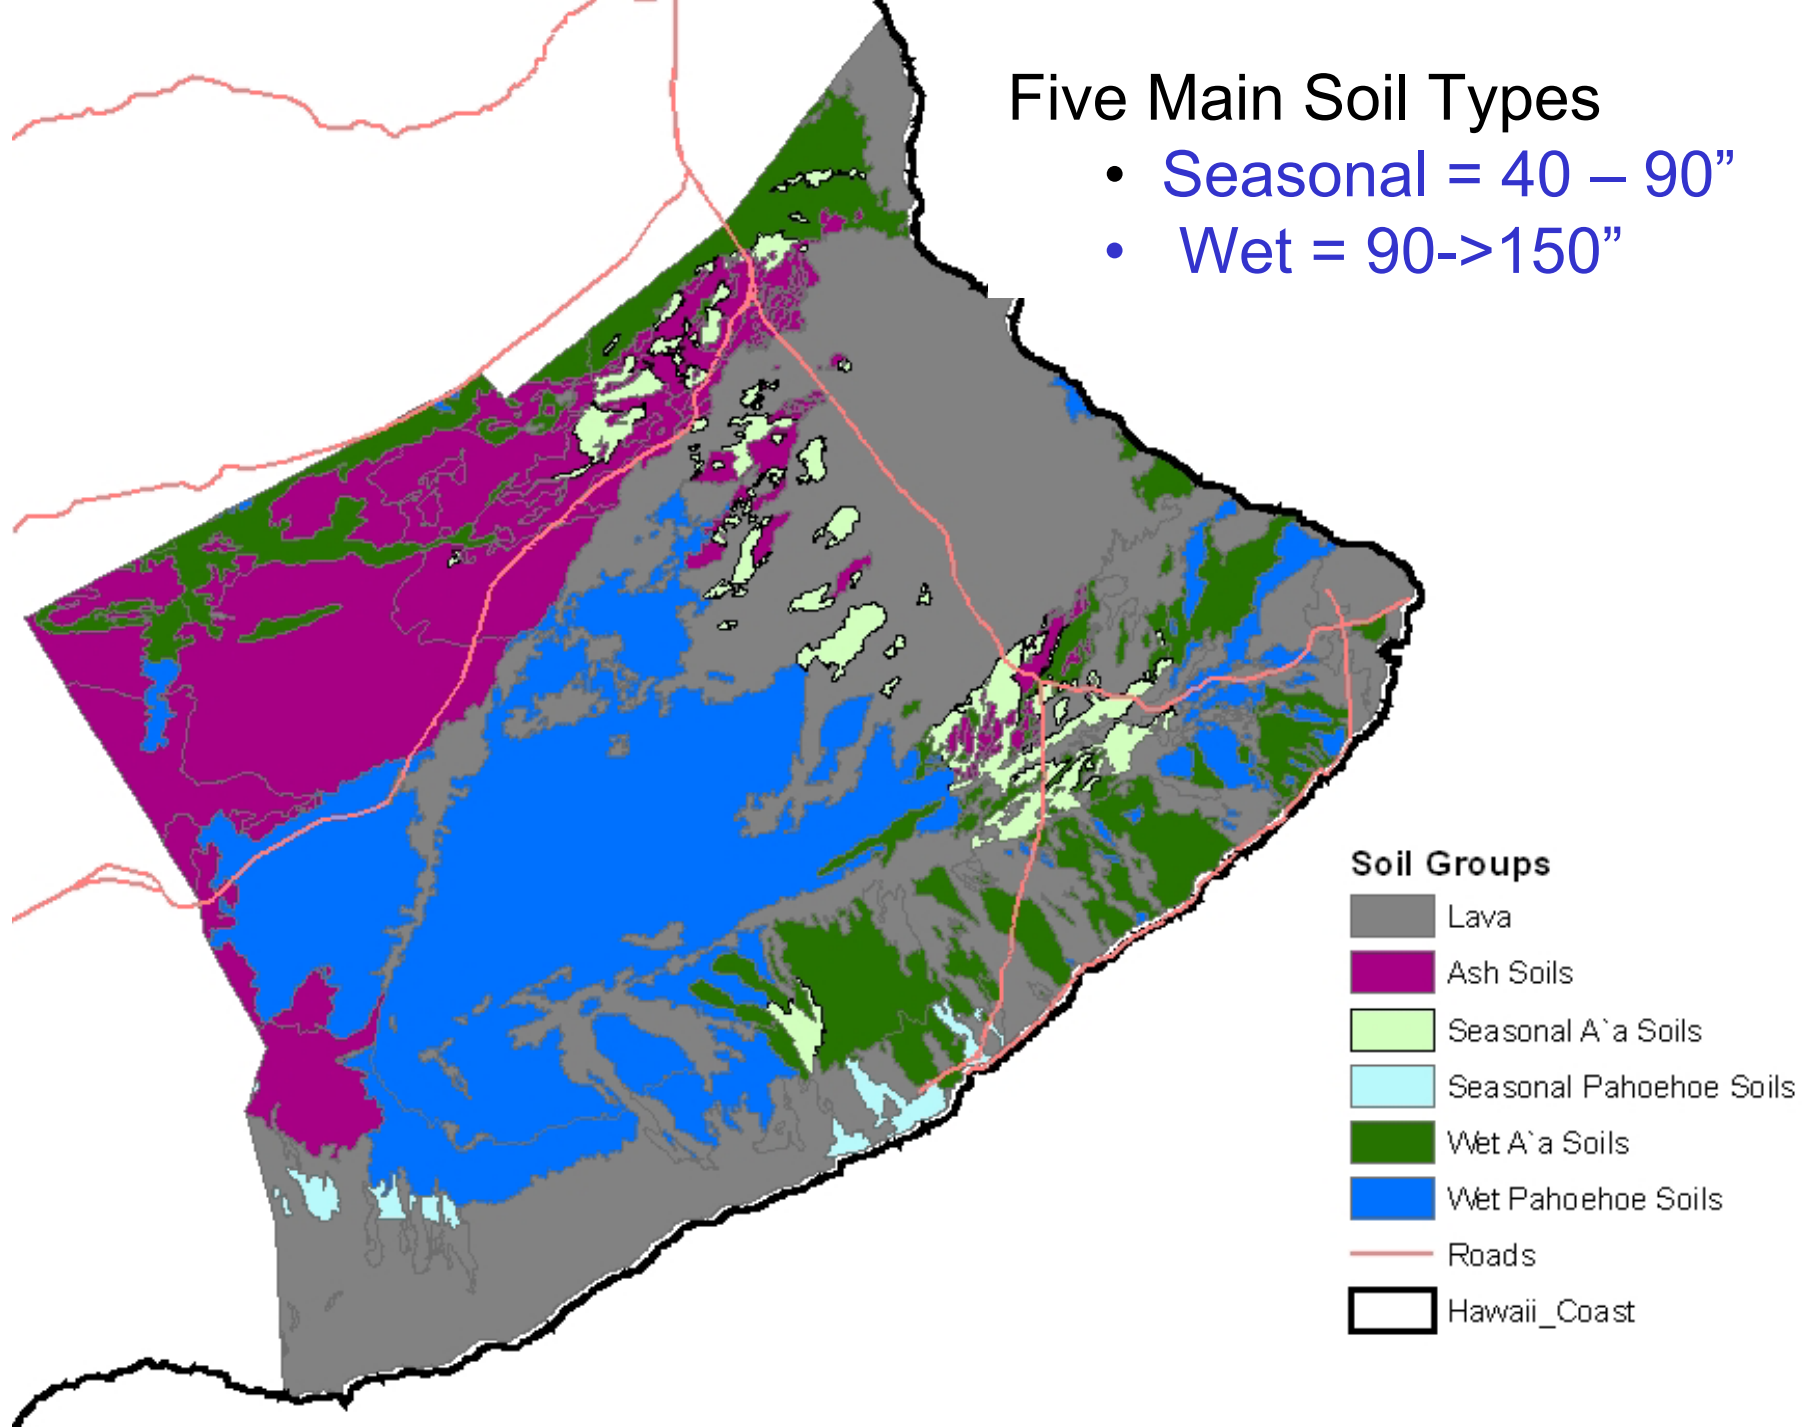 Five Main Soil Types
• Seasonal = 40 – 90”
• Wet = 90->150”
Soil Groups
Lava
Ash Soils
Seasonal A`a Soils
Seasonal Pahoehoe Soils
Wet A`a Soils
Wet Pahoehoe Soils
Roads
Hawaii_Coast